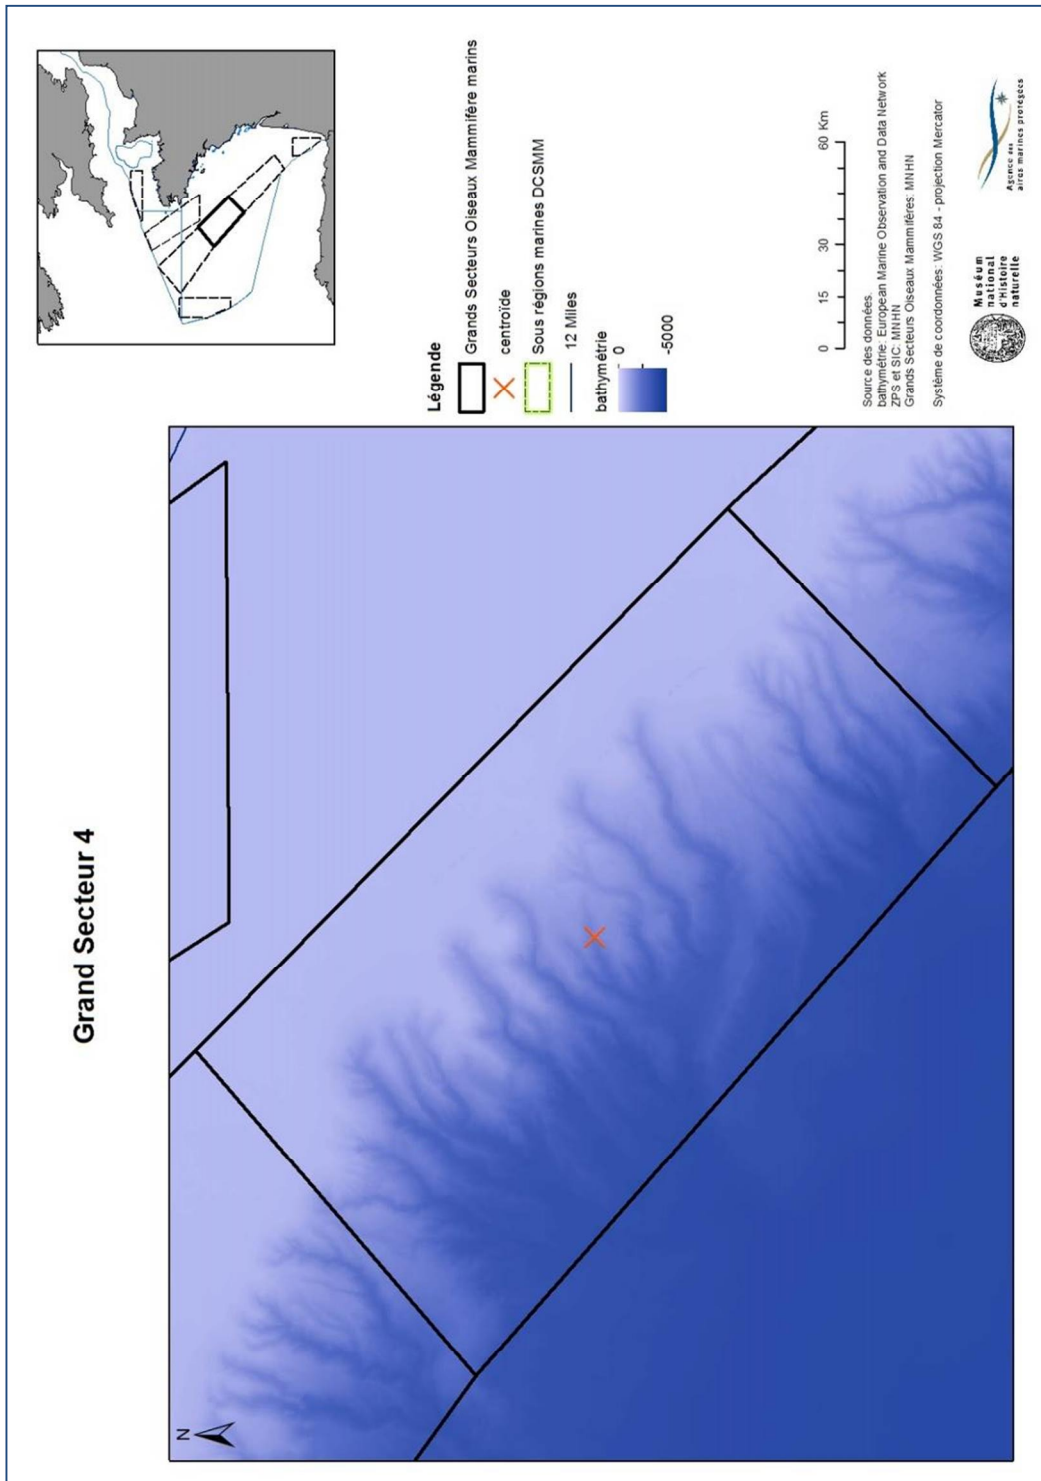 Grand Secteur 4
N
Légende
Grands Secteurs Oiseaux Mammifère marins
centroïde
Sous régions marines DCSMM
12 Miles
bathymétrie
0
-5000
0 15 30 60 Km
Source des données:
bathymétrie: European Marine Observation and Data Network
ZPS et SIC: MNHN
Grands Secteurs Oiseaux Mammifères: MNHN
Système de coordonnées: WGS 84 - projection Mercator
Muséum
national
d'Histoire
naturelle
Agence des
aires marines protégées